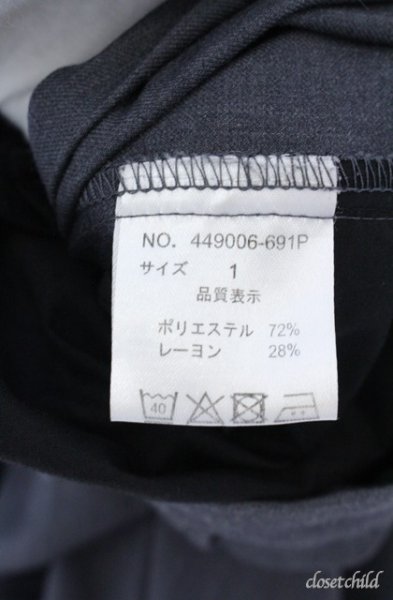 NO. 449006-691P
サイズ 1
品質表示
ポリエステル 72%
レーヨン 28%
40
closetchild